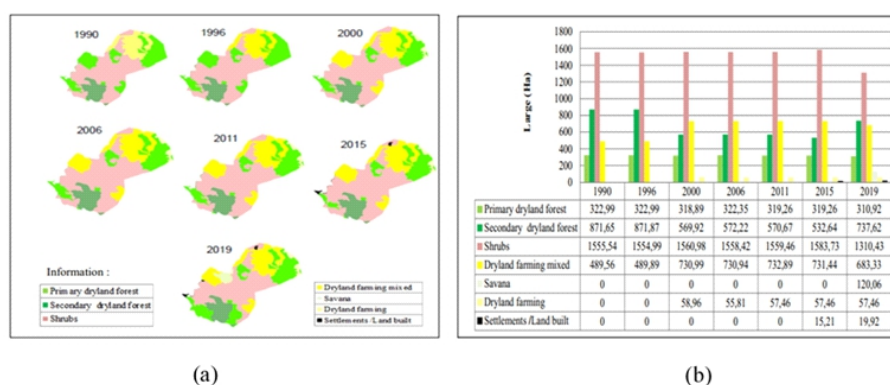 1990
1996
2000
2006
2011
2015
2019
Information :
Primary dryland forest
Secondary dryland forest
Shrubs
Dryland farming mixed
Savana
Dryland farming
Settlements /Land built
(a)
Large (Ha)
1800
1600
1400
1200
1000
800
600
400
200
0
1990 1996 2000 2006 2011 2015 2019
Primary dryland forest 322,99 322,99 318,89 322,35 319,26 319,26 310,92
Secondary dryland forest 871,65 871,87 569,92 572,22 570,67 532,64 737,62
Shrubs 1555,54 1554,99 1560,98 1558,42 1559,46 1583,73 1310,43
Dryland farming mixed 489,56 489,89 730,99 730,94 732,89 731,44 683,33
Savana 0 0 0 0 0 0 120,06
Dryland farming 0 0 58,96 55,81 57,46 57,46 57,46
Settlements /Land built 0 0 0 0 0 15,21 19,92
(b)